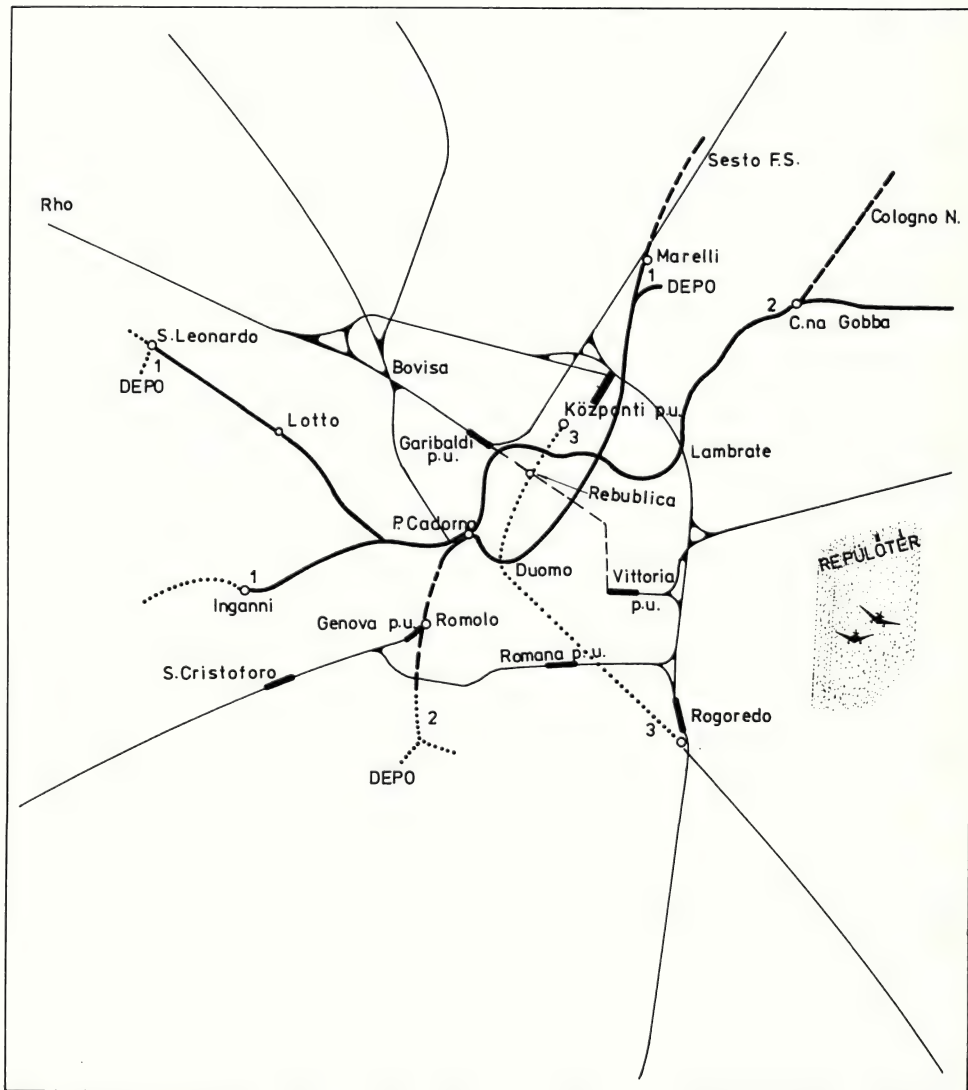 Sesto F.S.
Rho
Cologno N.
Marelli
1
DEPO
2
C.na Gobba
S.Leonardo
1
DEPO
Bovisa
Lotto
Központi p.u.
3
Garibaldi
p.u.
Lambrate
Rebublica
P.Cadorno
REPÜLŐTÉR
Duomo
Vittoria
p.u.
1
Inganni
Genova p.u.
Romolo
Romana p.u.
S.Cristoforo
2
Rogoredo
3
DEPO